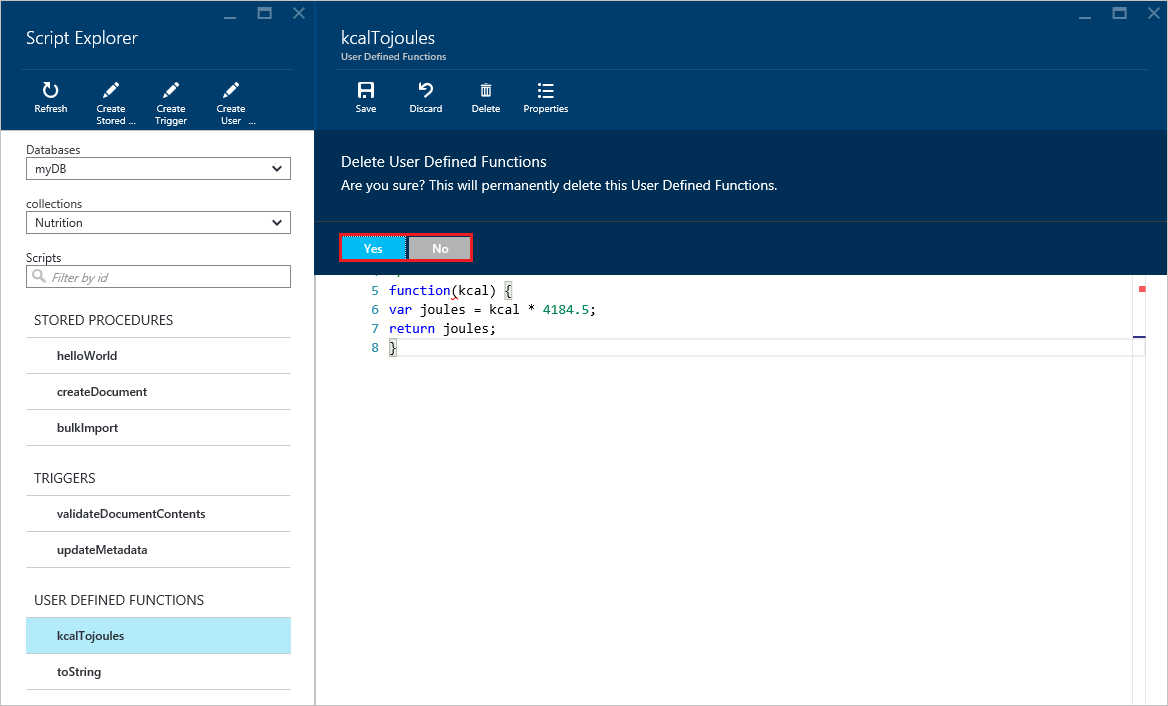 Script Explorer
Refresh
Create
Stored ...
Create
Trigger
Create
User ...
Databases
myDB
collections
Nutrition
Scripts
Filter by id
STORED PROCEDURES
helloWorld
createDocument
bulkImport
TRIGGERS
validateDocumentContents
updateMetadata
USER DEFINED FUNCTIONS
kcalTojoules
toString
kcalTojoules
User Defined Functions
Save
Discard
Delete
Properties
Delete User Defined Functions
Are you sure? This will permanently delete this User Defined Functions.
Yes
No
5 function(kcal) {
6 var joules = kcal * 4184.5;
7 return joules;
8 }